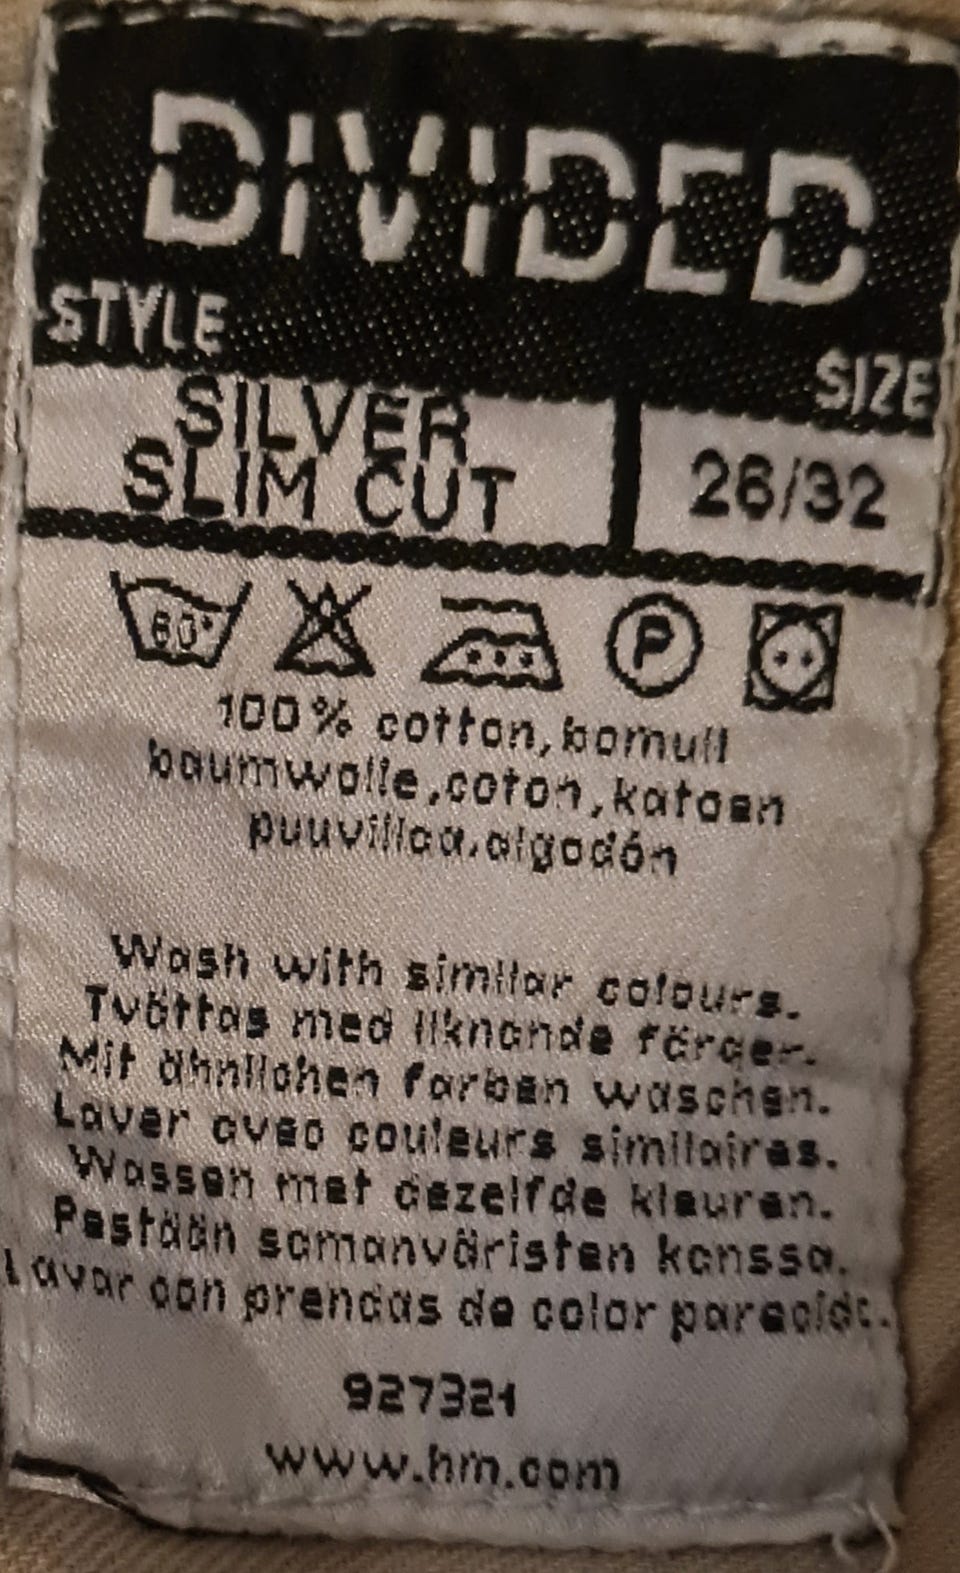 DIVIDED
STYLE
SIZE
SILVER
SLIM CUT
26/32
60°
P
100% cotton,bomull
baumwolle,coton,katoen
puuvillaa,algodón
Wash with similar colours.
Tvättas med liknande färger.
Mit ähnlichen farben waschen.
Laver avec couleurs similaires.
Wassen met dezelfde kleuren.
Pestään samanväristen kanssa.
Lavar con prendas de color parecido.
927321
www.hm.com